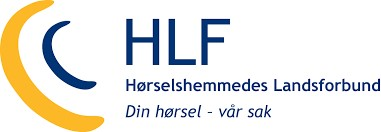 HLF
Hørselshemmedes Landsforbund
Din hørsel – vår sak